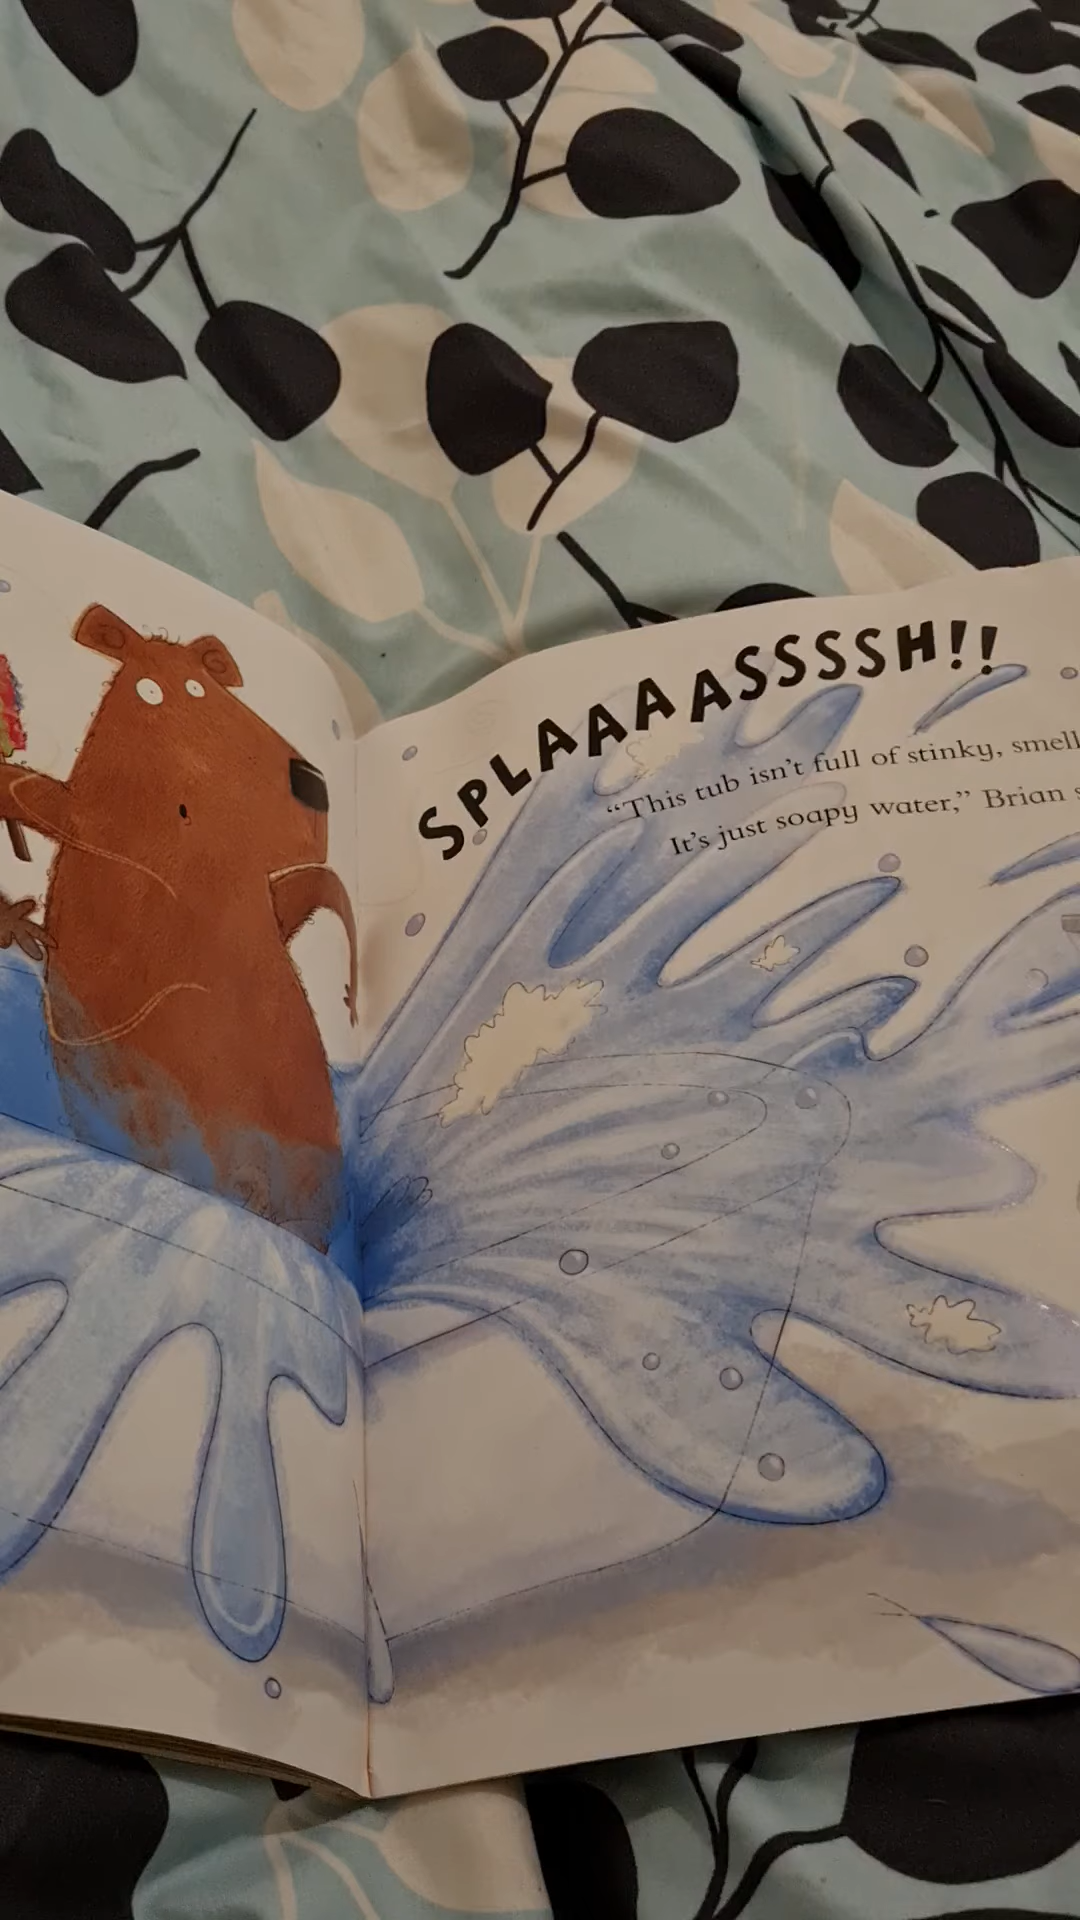 SPLAAAASSSSH!!
“This tub isn’t full of stinky, smell
It’s just soapy water,” Brian s